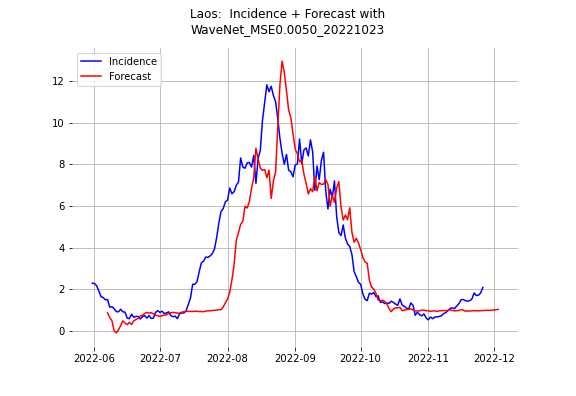 Laos:  Incidence + Forecast with
WaveNet_MSE0.0050_20221023
Incidence
Forecast
12
10
8
6
4
2
0
2022-06 2022-07 2022-08 2022-09 2022-10 2022-11 2022-12